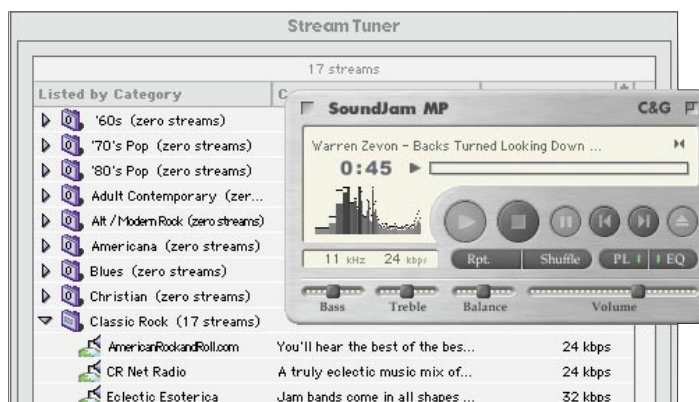 Stream Tuner
17 streams
Listed by Category
'60s (zero streams)
'70's Pop (zero streams)
'80's Pop (zero streams)
Adult Contemporary (zer...
Alt / Modern Rock (zero streams)
Americana (zero streams)
Blues (zero streams)
Christian (zero streams)
Classic Rock (17 streams)
AmericanRockandRoll.com You'll hear the best of the bes... 24 kbps
CR Net Radio A truly eclectic music mix of... 24 kbps
Eclectic Esoterica Jam bands come in all shapes ... 32 kbps
SoundJam MP C&G
Warren Zevon - Backs Turned Looking Down ...
0:45
11 kHz 24 kbps Rpt. Shuffle PL EQ
Bass Treble Balance Volume